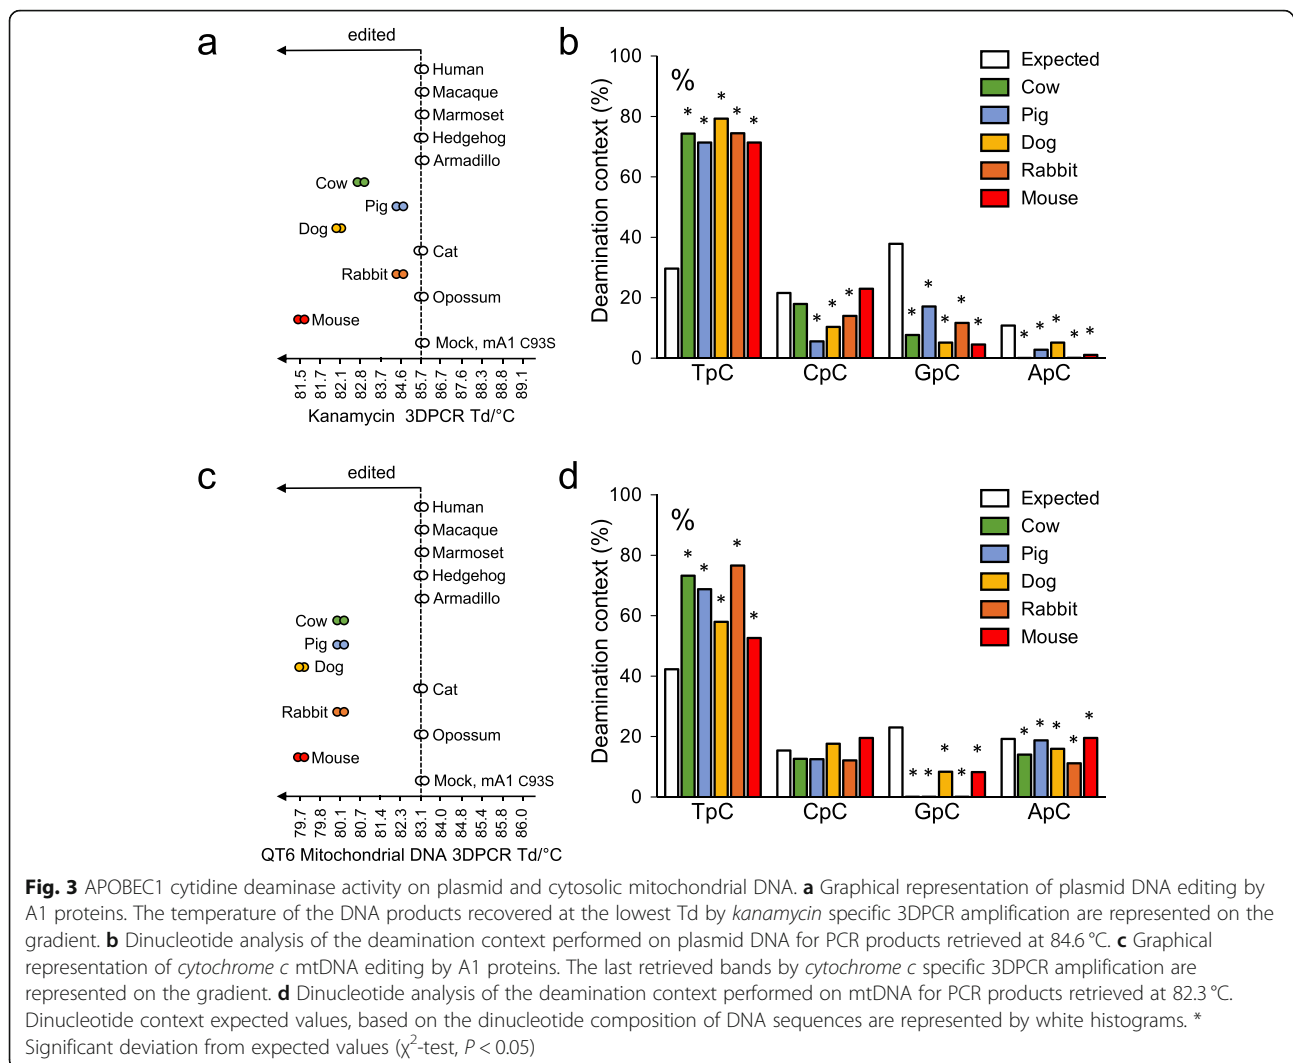 a
edited
Human
Macaque
Marmoset
Hedgehog
Armadillo
Cow
Pig
Dog
Cat
Rabbit
Opossum
Mouse
Mock, mA1 C93S
81.5 81.7 82.1 82.8 83.7 84.6 85.7 86.7 87.6 88.3 88.8 89.1
Kanamycin 3DPCR Td/°C
b
Deamination context (%)
100
80
60
40
20
0
%
* * * * *
* * *
* * * * *
* * * * *
TpC CpC GpC ApC
Expected
Cow
Pig
Dog
Rabbit
Mouse
c
edited
Human
Macaque
Marmoset
Hedgehog
Armadillo
Cow
Pig
Dog
Cat
Rabbit
Opossum
Mouse
Mock, mA1 C93S
79.7 79.8 80.1 80.7 81.4 82.3 83.1 84.0 84.8 85.4 85.8 86.0
QT6 Mitochondrial DNA 3DPCR Td/°C
d
Deamination context (%)
100
80
60
40
20
0
%
* * * * *
* * * * *
* * * * *
TpC CpC GpC ApC
Expected
Cow
Pig
Dog
Rabbit
Mouse
Fig. 3 APOBEC1 cytidine deaminase activity on plasmid and cytosolic mitochondrial DNA. a Graphical representation of plasmid DNA editing by
A1 proteins. The temperature of the DNA products recovered at the lowest Td by kanamycin specific 3DPCR amplification are represented on the
gradient. b Dinucleotide analysis of the deamination context performed on plasmid DNA for PCR products retrieved at 84.6 °C. c Graphical
representation of cytochrome c mtDNA editing by A1 proteins. The last retrieved bands by cytochrome c specific 3DPCR amplification are
represented on the gradient. d Dinucleotide analysis of the deamination context performed on mtDNA for PCR products retrieved at 82.3 °C.
Dinucleotide context expected values, based on the dinucleotide composition of DNA sequences are represented by white histograms. *
Significant deviation from expected values (χ²-test, P < 0.05)